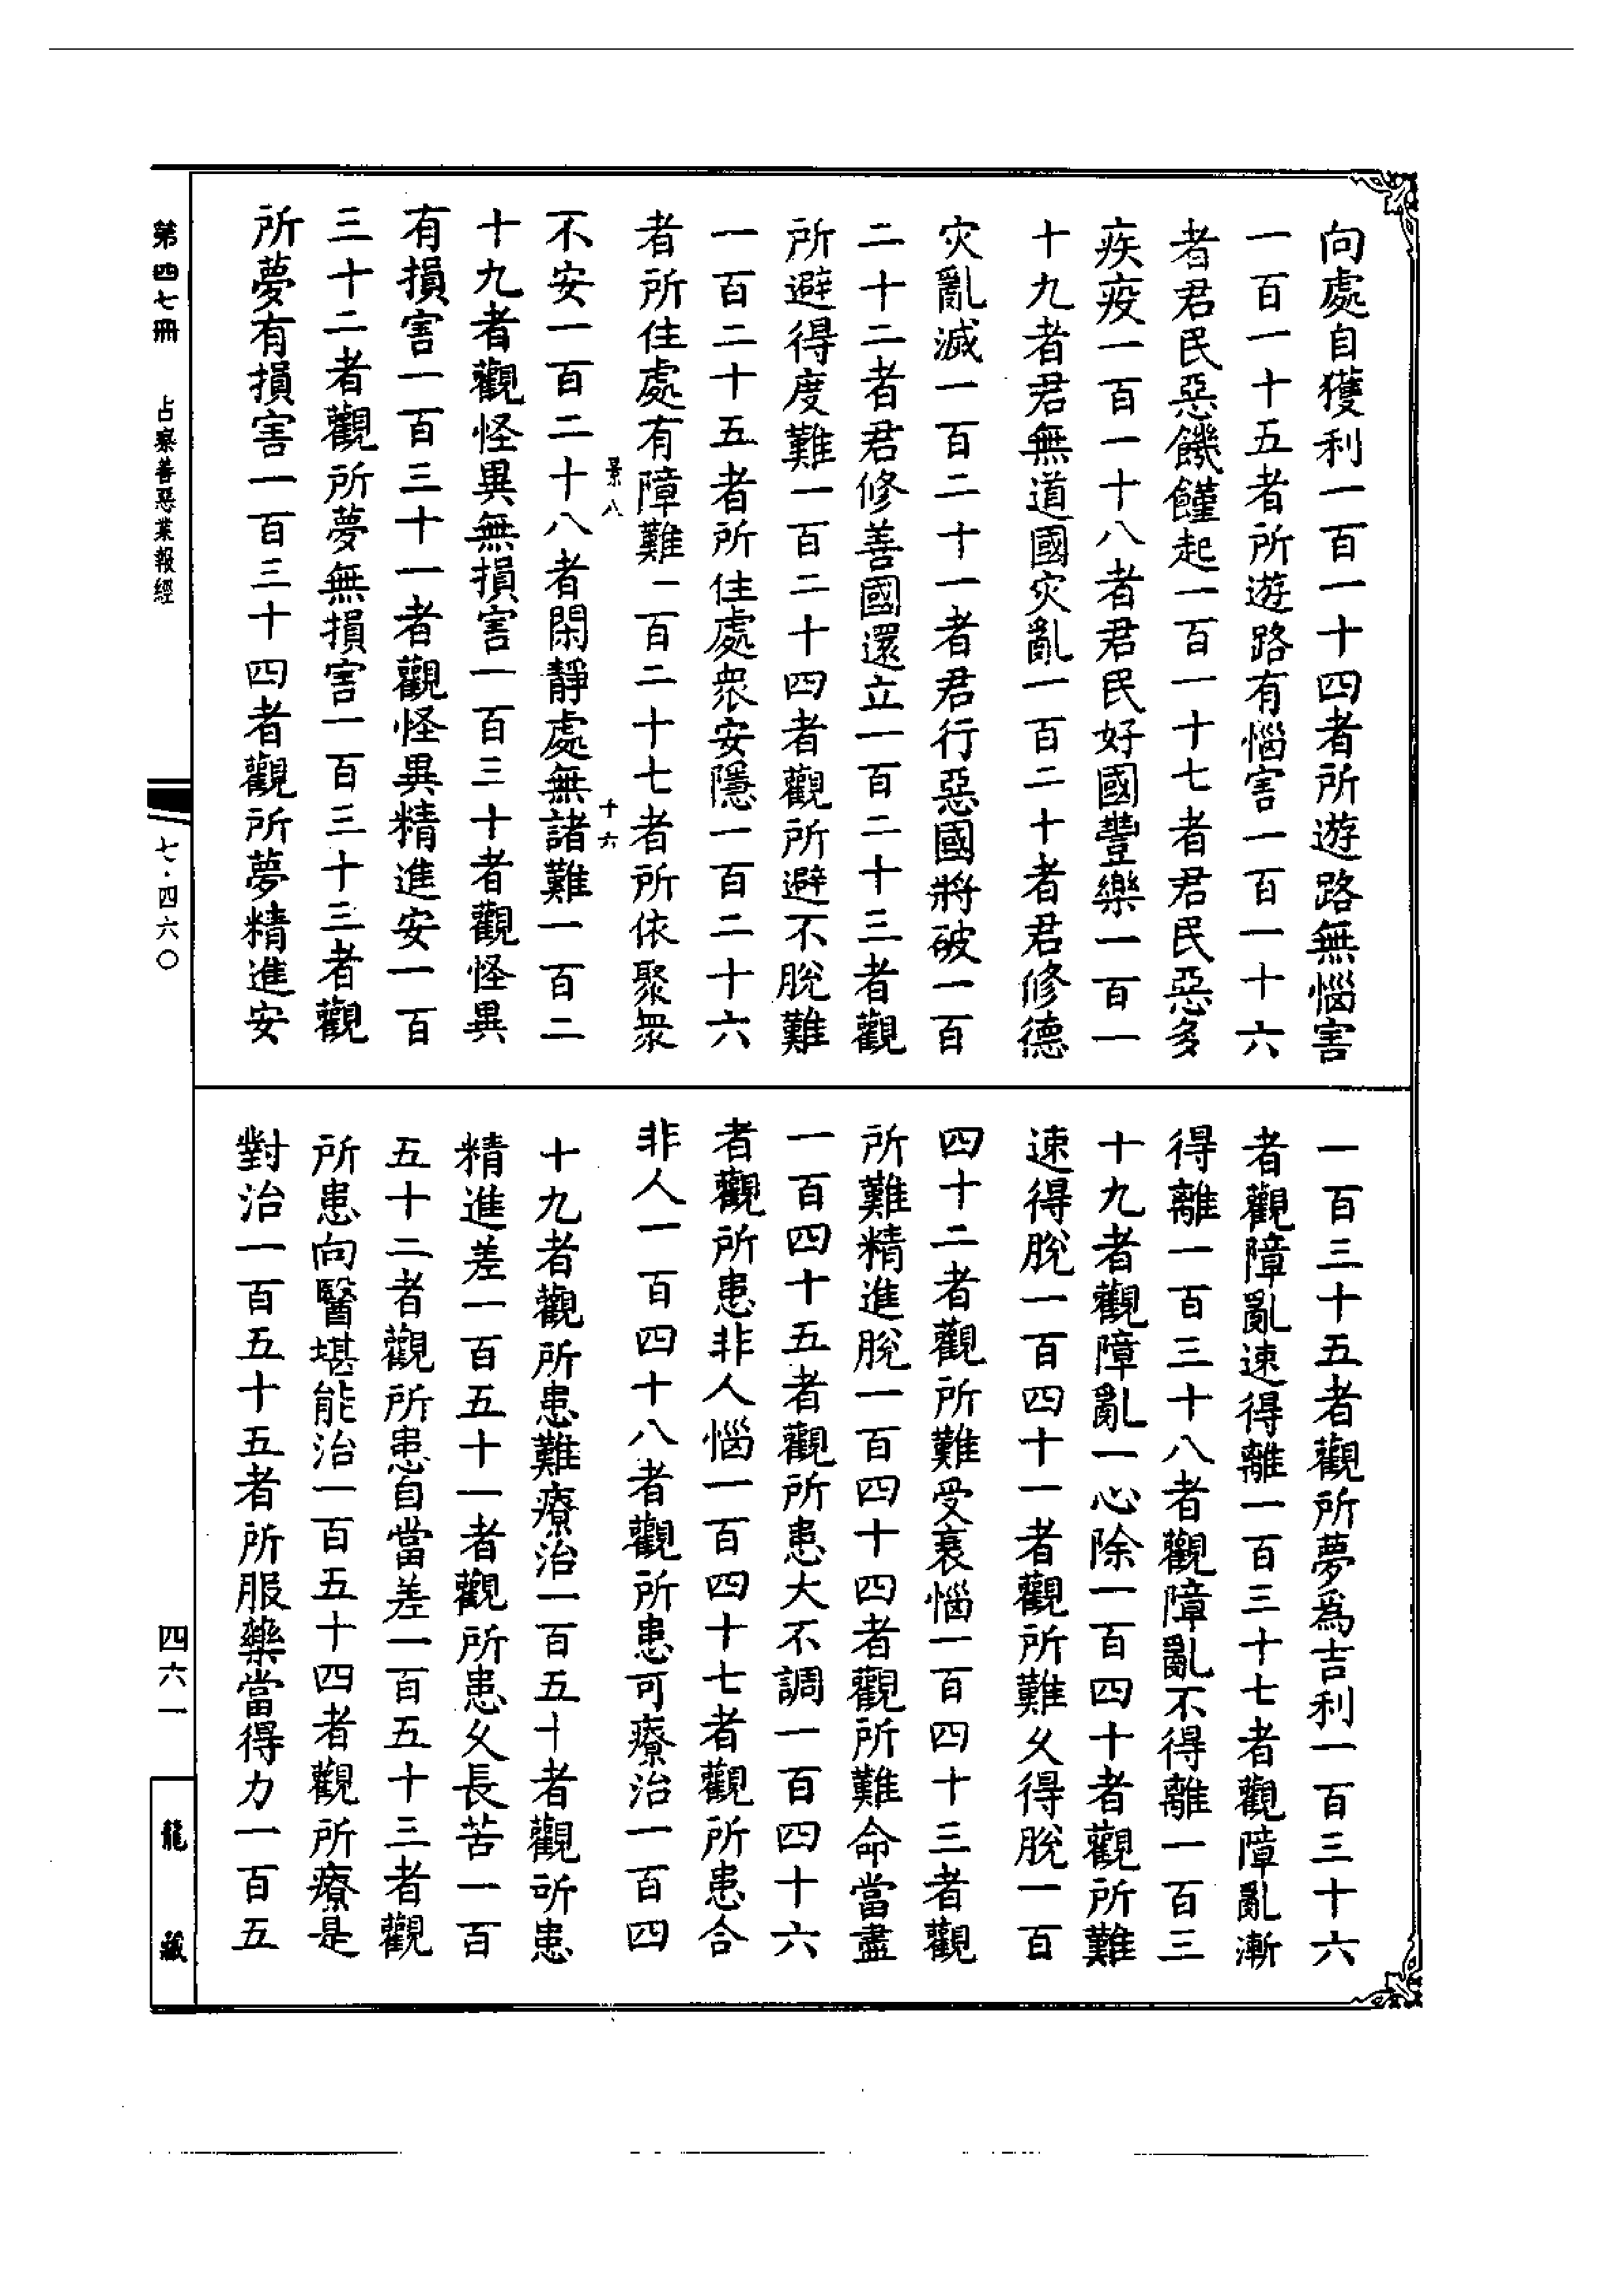 向處自獲利一百一十四者所遊路無惱害
一百一十五者所遊路有惱害一百一十六
者君民惡饑饉起一百一十七者君民惡多
疾疫一百一十八者君民好國豐樂一百一
十九者君無道國灾亂一百二十者君修德
灾亂滅一百二十一者君行惡國將破一百
二十二者君修善國還立一百二十三者觀
所避得度難一百二十四者觀所避不脫難
一百二十五者所住處衆安隱一百二十六
者所住處有障難一百二十七者所依聚衆
景八
十六
不安一百二十八者閑靜處無諸難一百二
十九者觀怪異無損害一百三十者觀怪異
有損害一百三十一者觀怪異精進安一百
三十二者觀所夢無損害一百三十三者觀
所夢有損害一百三十四者觀所夢精進安
一百三十五者觀所夢爲吉利一百三十六
者觀障亂速得離一百三十七者觀障亂漸
得離一百三十八者觀障亂不得離一百三
十九者觀障亂一心除一百四十者觀所難
速得脫一百四十一者觀所難久得脫一百
四十二者觀所難受衰惱一百四十三者觀
所難精進脫一百四十四者觀所難命當盡
一百四十五者觀所患大不調一百四十六
者觀所患非人惱一百四十七者觀所患合
非人一百四十八者觀所患可療治一百四
十九者觀所患難療治一百五十者觀所患
精進差一百五十一者觀所患久長苦一百
五十二者觀所患自當差一百五十三者觀
所患向醫堪能治一百五十四者觀所療是
對治一百五十五者所服藥當得力一百五
第四七冊 占察善惡業報經
七·四六〇
四六一
龍藏